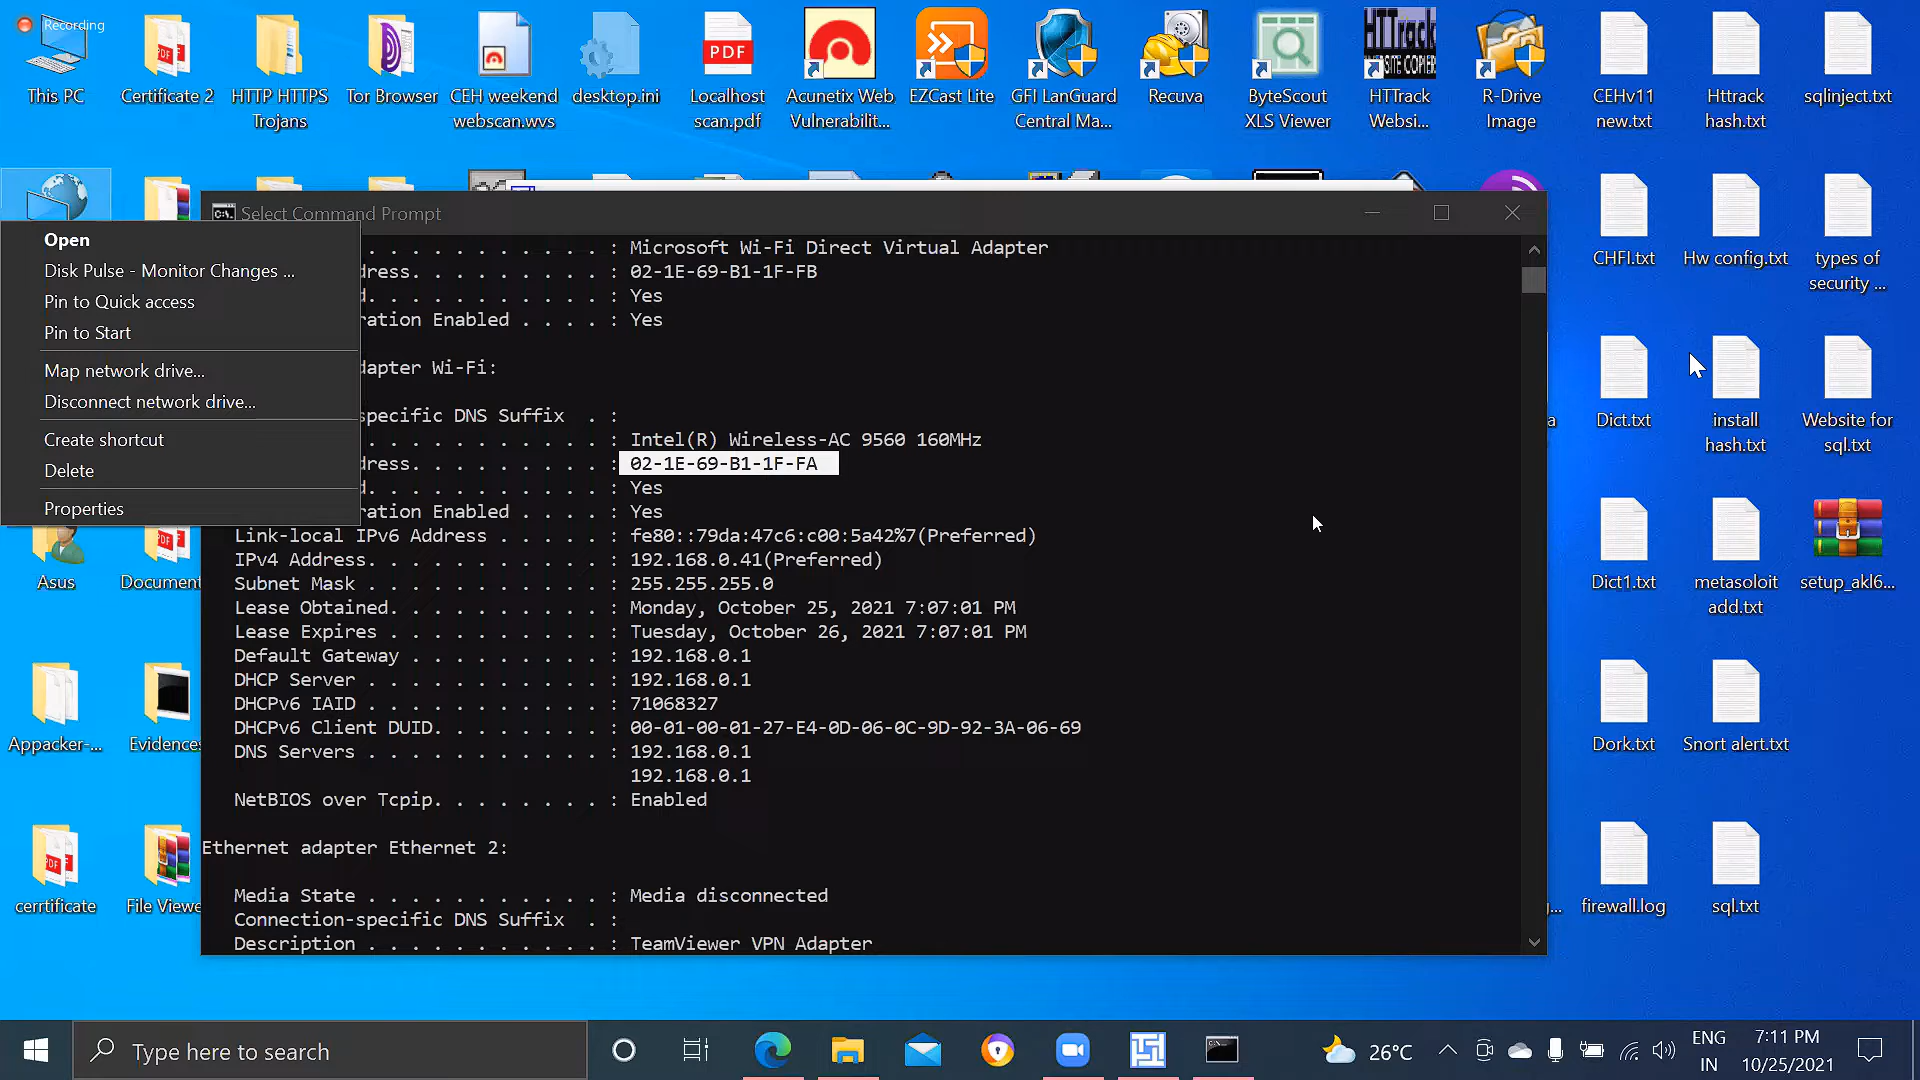 Recording
This PC
Certificate 2
HTTP HTTPS
Trojans
Tor Browser
CEH weekend
webscan.wvs
desktop.ini
PDF
Localhost
scan.pdf
Acunetix Web
Vulnerabilit...
EZCast Lite
GFI LanGuard
Central Ma...
Recuva
ByteScout
XLS Viewer
HTTrack
WEBSITE COPIER
HTTrack
Websi...
R-Drive
Image
CEHv11
new.txt
Httrack
hash.txt
sqlinject.txt
Select Command Prompt
Open
Disk Pulse - Monitor Changes ...
Pin to Quick access
Pin to Start
Map network drive...
Disconnect network drive...
Create shortcut
Delete
Properties
. . . . . . . . . . . : Microsoft Wi-Fi Direct Virtual Adapter
dress. . . . . . . . . : 02-1E-69-B1-1F-FB
d. . . . . . . . . . . : Yes
ration Enabled . . . . : Yes
dapter Wi-Fi:
specific DNS Suffix  . :
. . . . . . . . . . . : Intel(R) Wireless-AC 9560 160MHz
dress. . . . . . . . . : 02-1E-69-B1-1F-FA
d. . . . . . . . . . . : Yes
ration Enabled . . . . : Yes
Link-local IPv6 Address . . . . . : fe80::79da:47c6:c00:5a42%7(Preferred)
IPv4 Address. . . . . . . . . . . : 192.168.0.41(Preferred)
Subnet Mask . . . . . . . . . . . : 255.255.255.0
Lease Obtained. . . . . . . . . . : Monday, October 25, 2021 7:07:01 PM
Lease Expires . . . . . . . . . . : Tuesday, October 26, 2021 7:07:01 PM
Default Gateway . . . . . . . . . : 192.168.0.1
DHCP Server . . . . . . . . . . . : 192.168.0.1
DHCPv6 IAID . . . . . . . . . . . : 71068327
DHCPv6 Client DUID. . . . . . . . : 00-01-00-01-27-E4-0D-06-0C-9D-92-3A-06-69
DNS Servers . . . . . . . . . . . : 192.168.0.1
192.168.0.1
NetBIOS over Tcpip. . . . . . . . : Enabled
Ethernet adapter Ethernet 2:
Media State . . . . . . . . . . . : Media disconnected
Connection-specific DNS Suffix  . :
Description . . . . . . . . . . . : TeamViewer VPN Adapter
CHFI.txt
Hw config.txt
types of
security ...
a
Dict.txt
install
hash.txt
Website for
sql.txt
Asus
Document
Dict1.txt
metasoloit
add.txt
setup_akl6...
Appacker-...
Evidences
Dork.txt
Snort alert.txt
PDF
cerrtificate
File Viewe
g...
firewall.log
sql.txt
Type here to search
26°C
ENG
IN
7:11 PM
10/25/2021